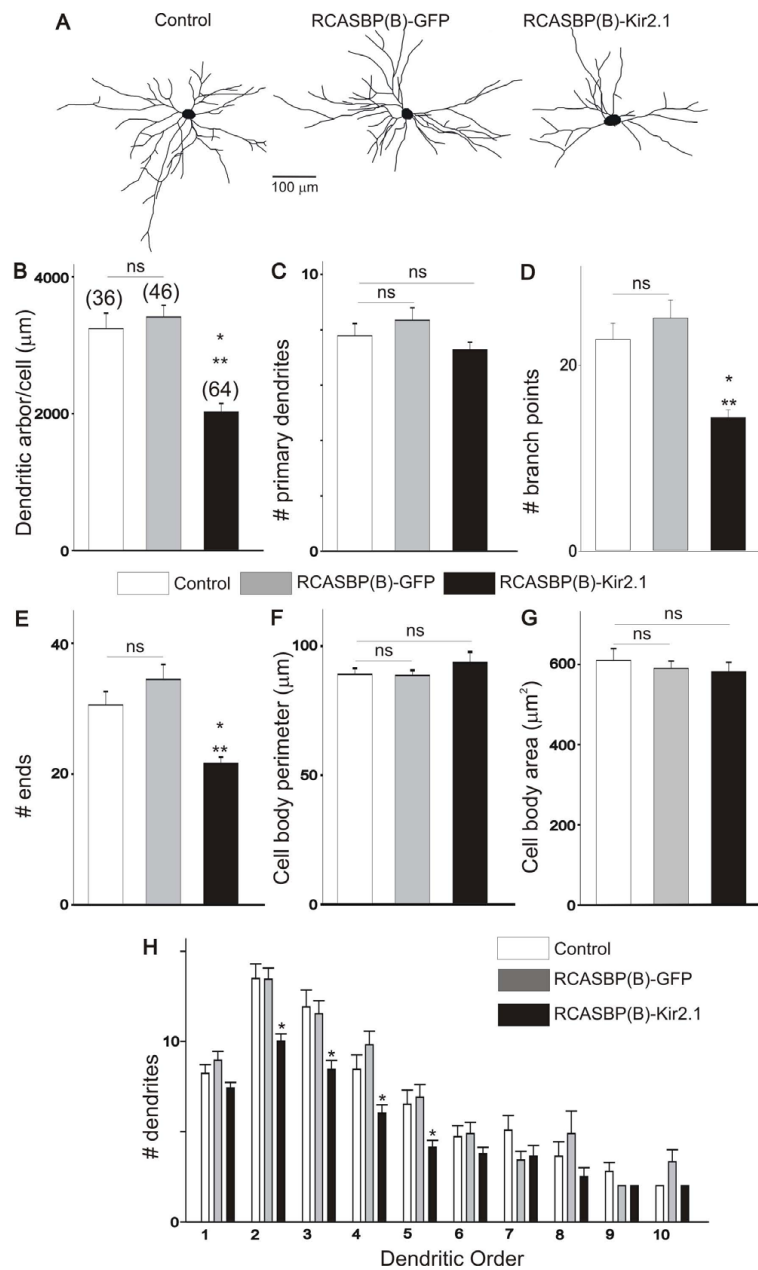 A
Control
RCASBP(B)-GFP
RCASBP(B)-Kir2.1
100 μm
B
Dendritic arbor/cell (μm)
4000
2000
0
ns
(36)
(46)
*
**
(64)
C
# primary dendrites
10
0
ns
ns
D
# branch points
20
0
ns
*
**
Control
RCASBP(B)-GFP
RCASBP(B)-Kir2.1
E
# ends
40
20
0
ns
*
**
F
Cell body perimeter (μm)
100
50
0
ns
ns
G
Cell body area (μm²)
600
400
200
0
ns
ns
H
Control
RCASBP(B)-GFP
RCASBP(B)-Kir2.1
# dendrites
10
0
*
*
*
*
1 2 3 4 5 6 7 8 9 10
Dendritic Order